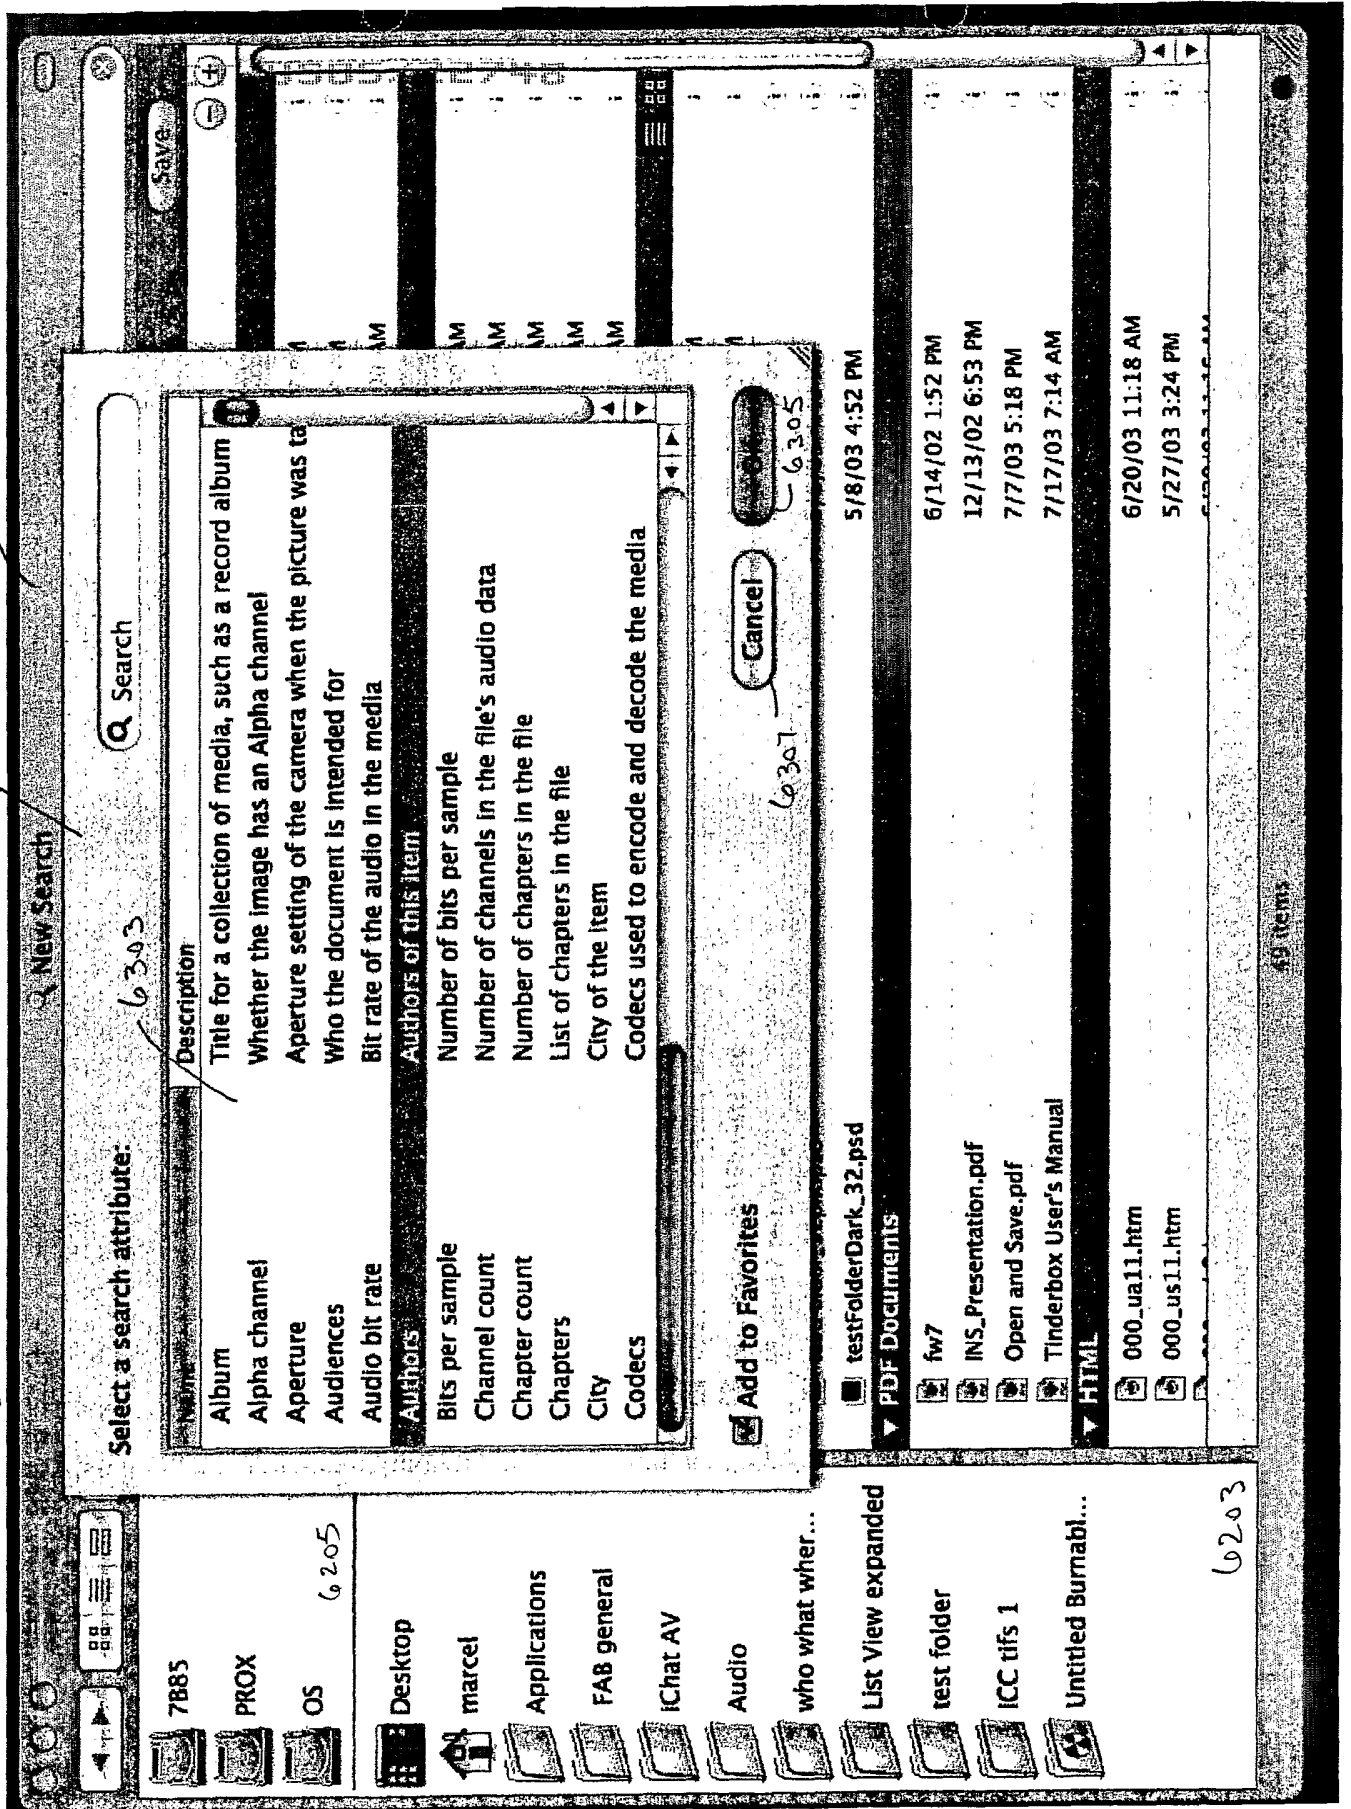 New Search
Save
7B85
PROX
OS
6205
Desktop
marcel
Applications
FAB general
iChat AV
Audio
who what wher...
List View expanded
test folder
ICC tifs 1
Untitled Burnabl...
6203
Select a search attribute:
Search
6303
Name Description
Album Title for a collection of media, such as a record album
Alpha channel Whether the image has an Alpha channel
Aperture Aperture setting of the camera when the picture was ta
Audiences Who the document is intended for
Audio bit rate Bit rate of the audio in the media
Authors Authors of this item
Bits per sample Number of bits per sample
Channel count Number of channels in the file's audio data
Chapter count Number of chapters in the file
Chapters List of chapters in the file
City City of the item
Codecs Codecs used to encode and decode the media
Add to Favorites
Cancel
6307
6305
AM
AM
AM
AM
AM
AM
testFolderDark_32.psd 5/8/03 4:52 PM
PDF Documents
fw7 6/14/02 1:52 PM
INS_Presentation.pdf 12/13/02 6:53 PM
Open and Save.pdf 7/7/03 5:18 PM
Tinderbox User's Manual 7/17/03 7:14 AM
HTML
000_ua11.htm 6/20/03 11:18 AM
000_us11.htm 5/27/03 3:24 PM
69 items